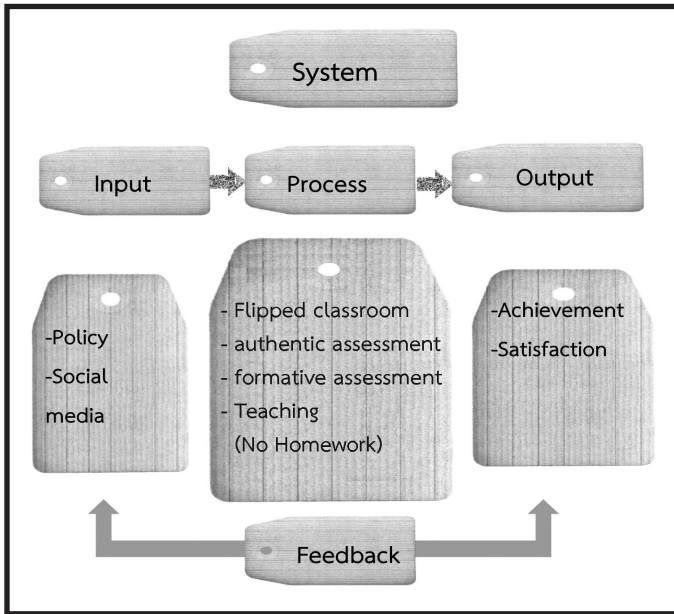 System
Input
Process
Output
-Policy
-Social
media
- Flipped classroom
- authentic assessment
- formative assessment
- Teaching
(No Homework)
-Achievement
-Satisfaction
Feedback